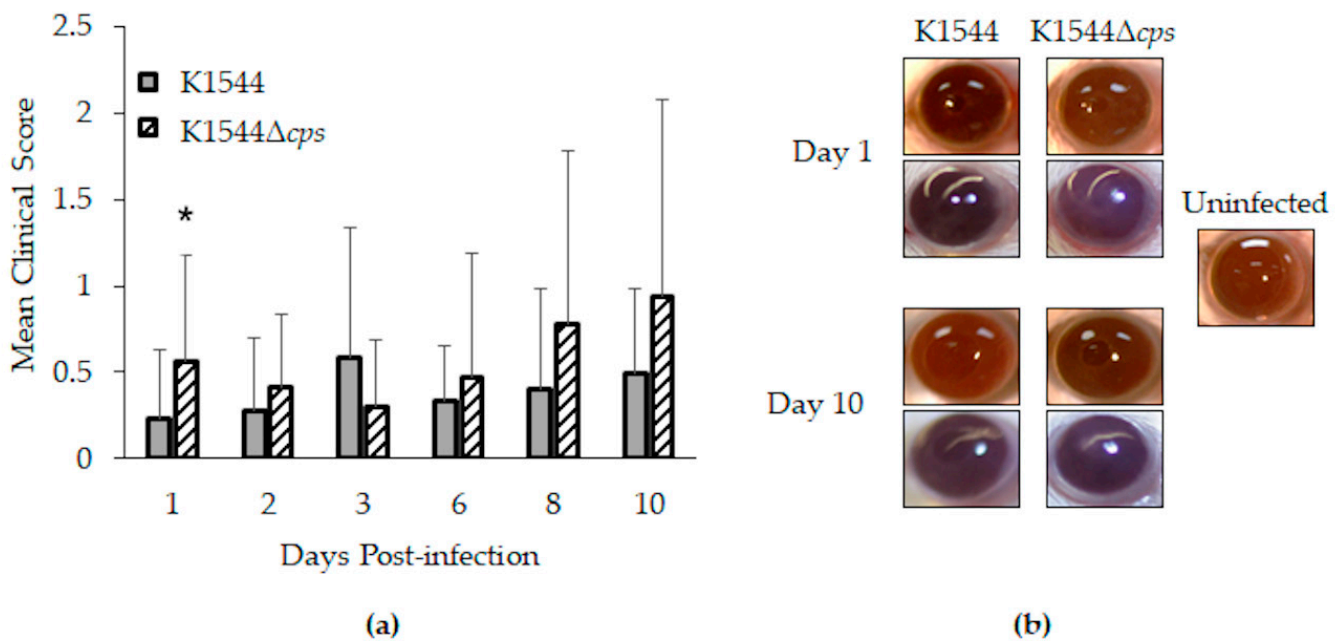 2.5
2
1.5
1
0.5
0
Mean Clinical Score
K1544
K1544Δcps
*
1 2 3 6 8 10
Days Post-infection
(a)
K1544 K1544Δcps
Day 1
Uninfected
Day 10
(b)